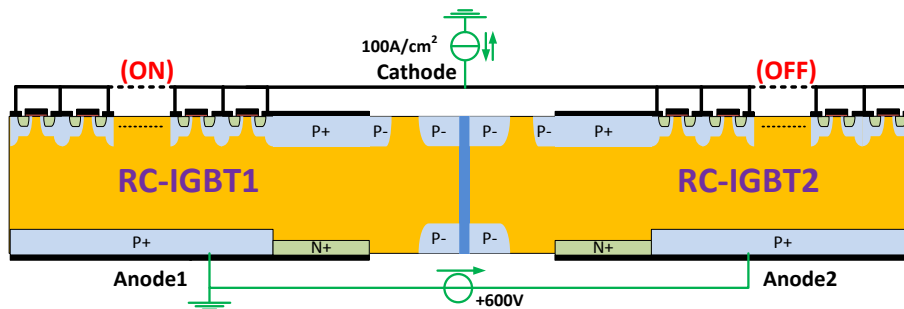 100A/cm²
Cathode
(ON)
(OFF)
P+ P- P- P- P- P+
RC-IGBT1 RC-IGBT2
P+ N+ P- P- N+ P+
Anode1 Anode2
+600V